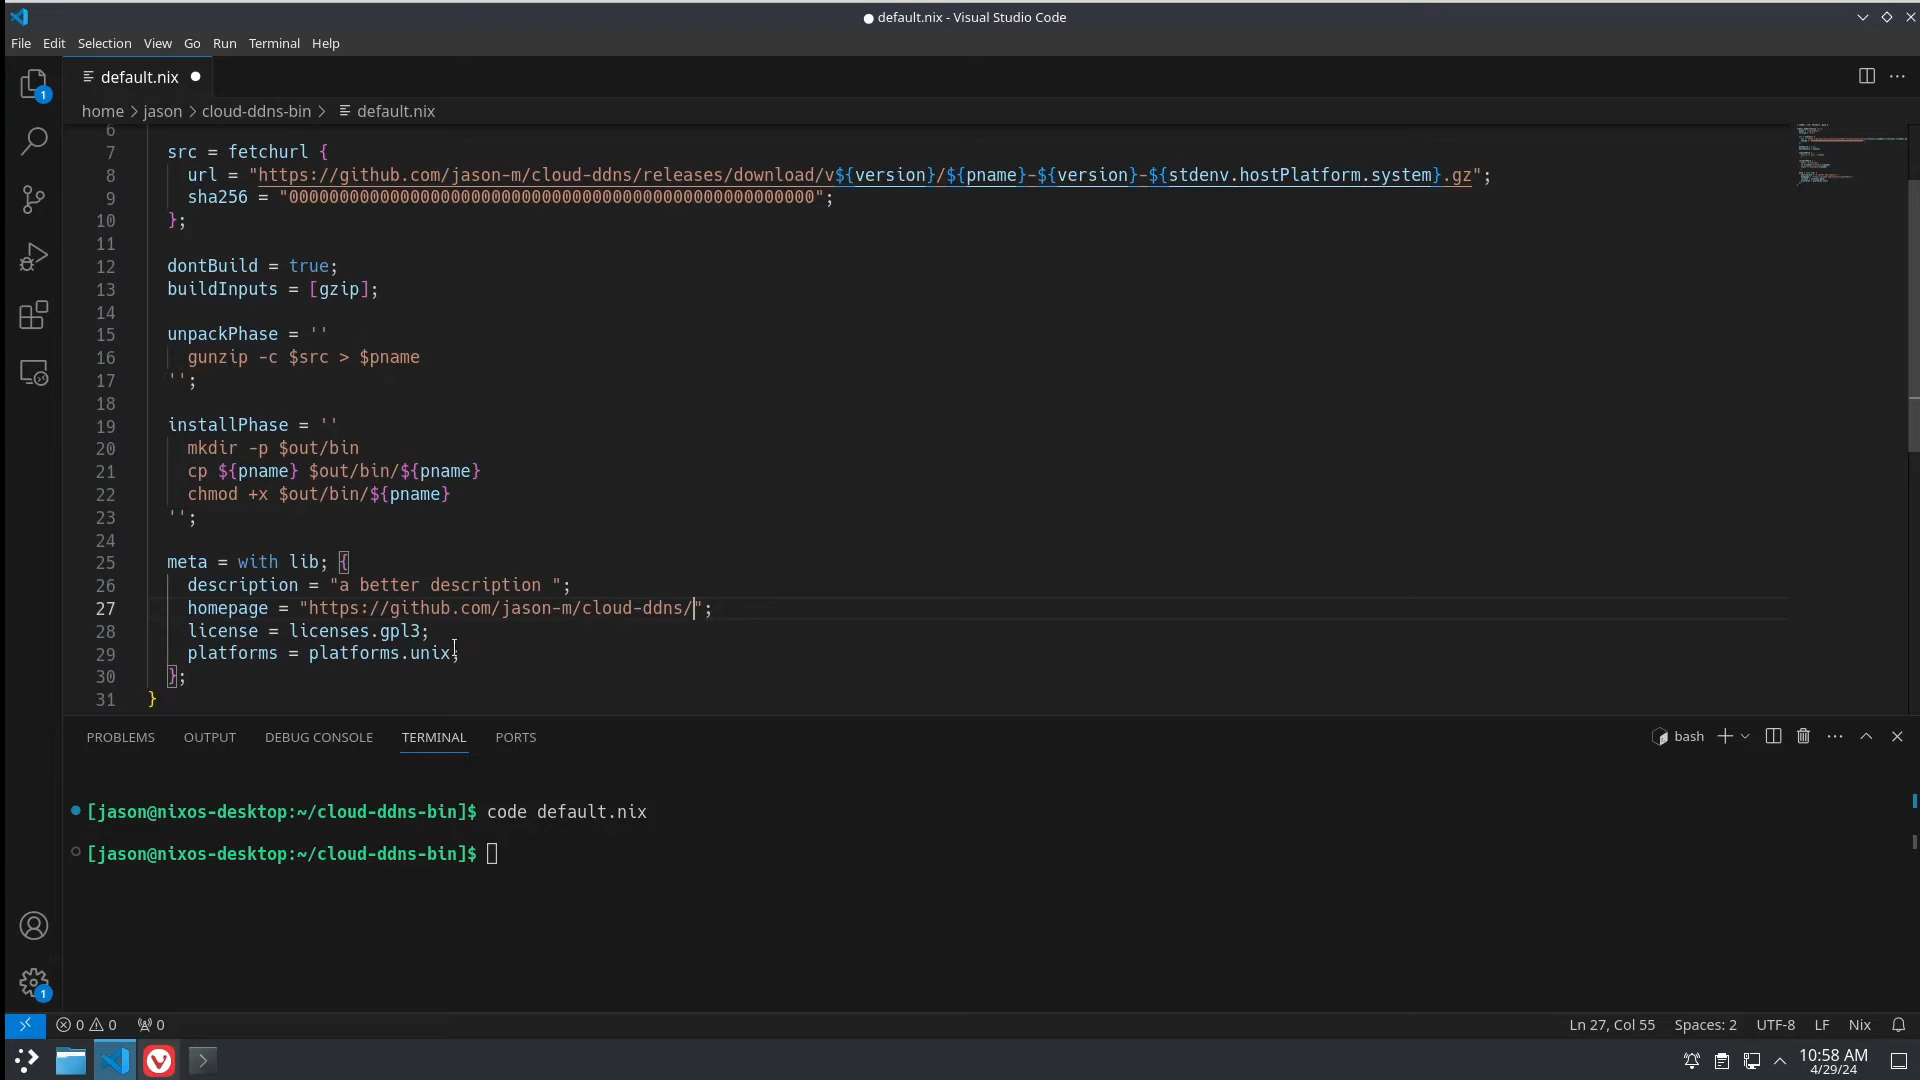 default.nix - Visual Studio Code
File Edit Selection View Go Run Terminal Help
default.nix
home > jason > cloud-ddns-bin > default.nix
6
7 src = fetchurl {
8 url = "https://github.com/jason-m/cloud-ddns/releases/download/v${version}/${pname}-${version}-${stdenv.hostPlatform.system}.gz";
9 sha256 = "0000000000000000000000000000000000000000000000000000";
10 };
11
12 dontBuild = true;
13 buildInputs = [gzip];
14
15 unpackPhase = ''
16 gunzip -c $src > $pname
17 '';
18
19 installPhase = ''
20 mkdir -p $out/bin
21 cp ${pname} $out/bin/${pname}
22 chmod +x $out/bin/${pname}
23 '';
24
25 meta = with lib; {
26 description = "a better description ";
27 homepage = "https://github.com/jason-m/cloud-ddns/";
28 license = licenses.gpl3;
29 platforms = platforms.unix;
30 };
31 }
PROBLEMS OUTPUT DEBUG CONSOLE TERMINAL PORTS bash
[jason@nixos-desktop:~/cloud-ddns-bin]$ code default.nix
[jason@nixos-desktop:~/cloud-ddns-bin]$
0 0 0 Ln 27, Col 55 Spaces: 2 UTF-8 LF Nix
10:58 AM
4/29/24